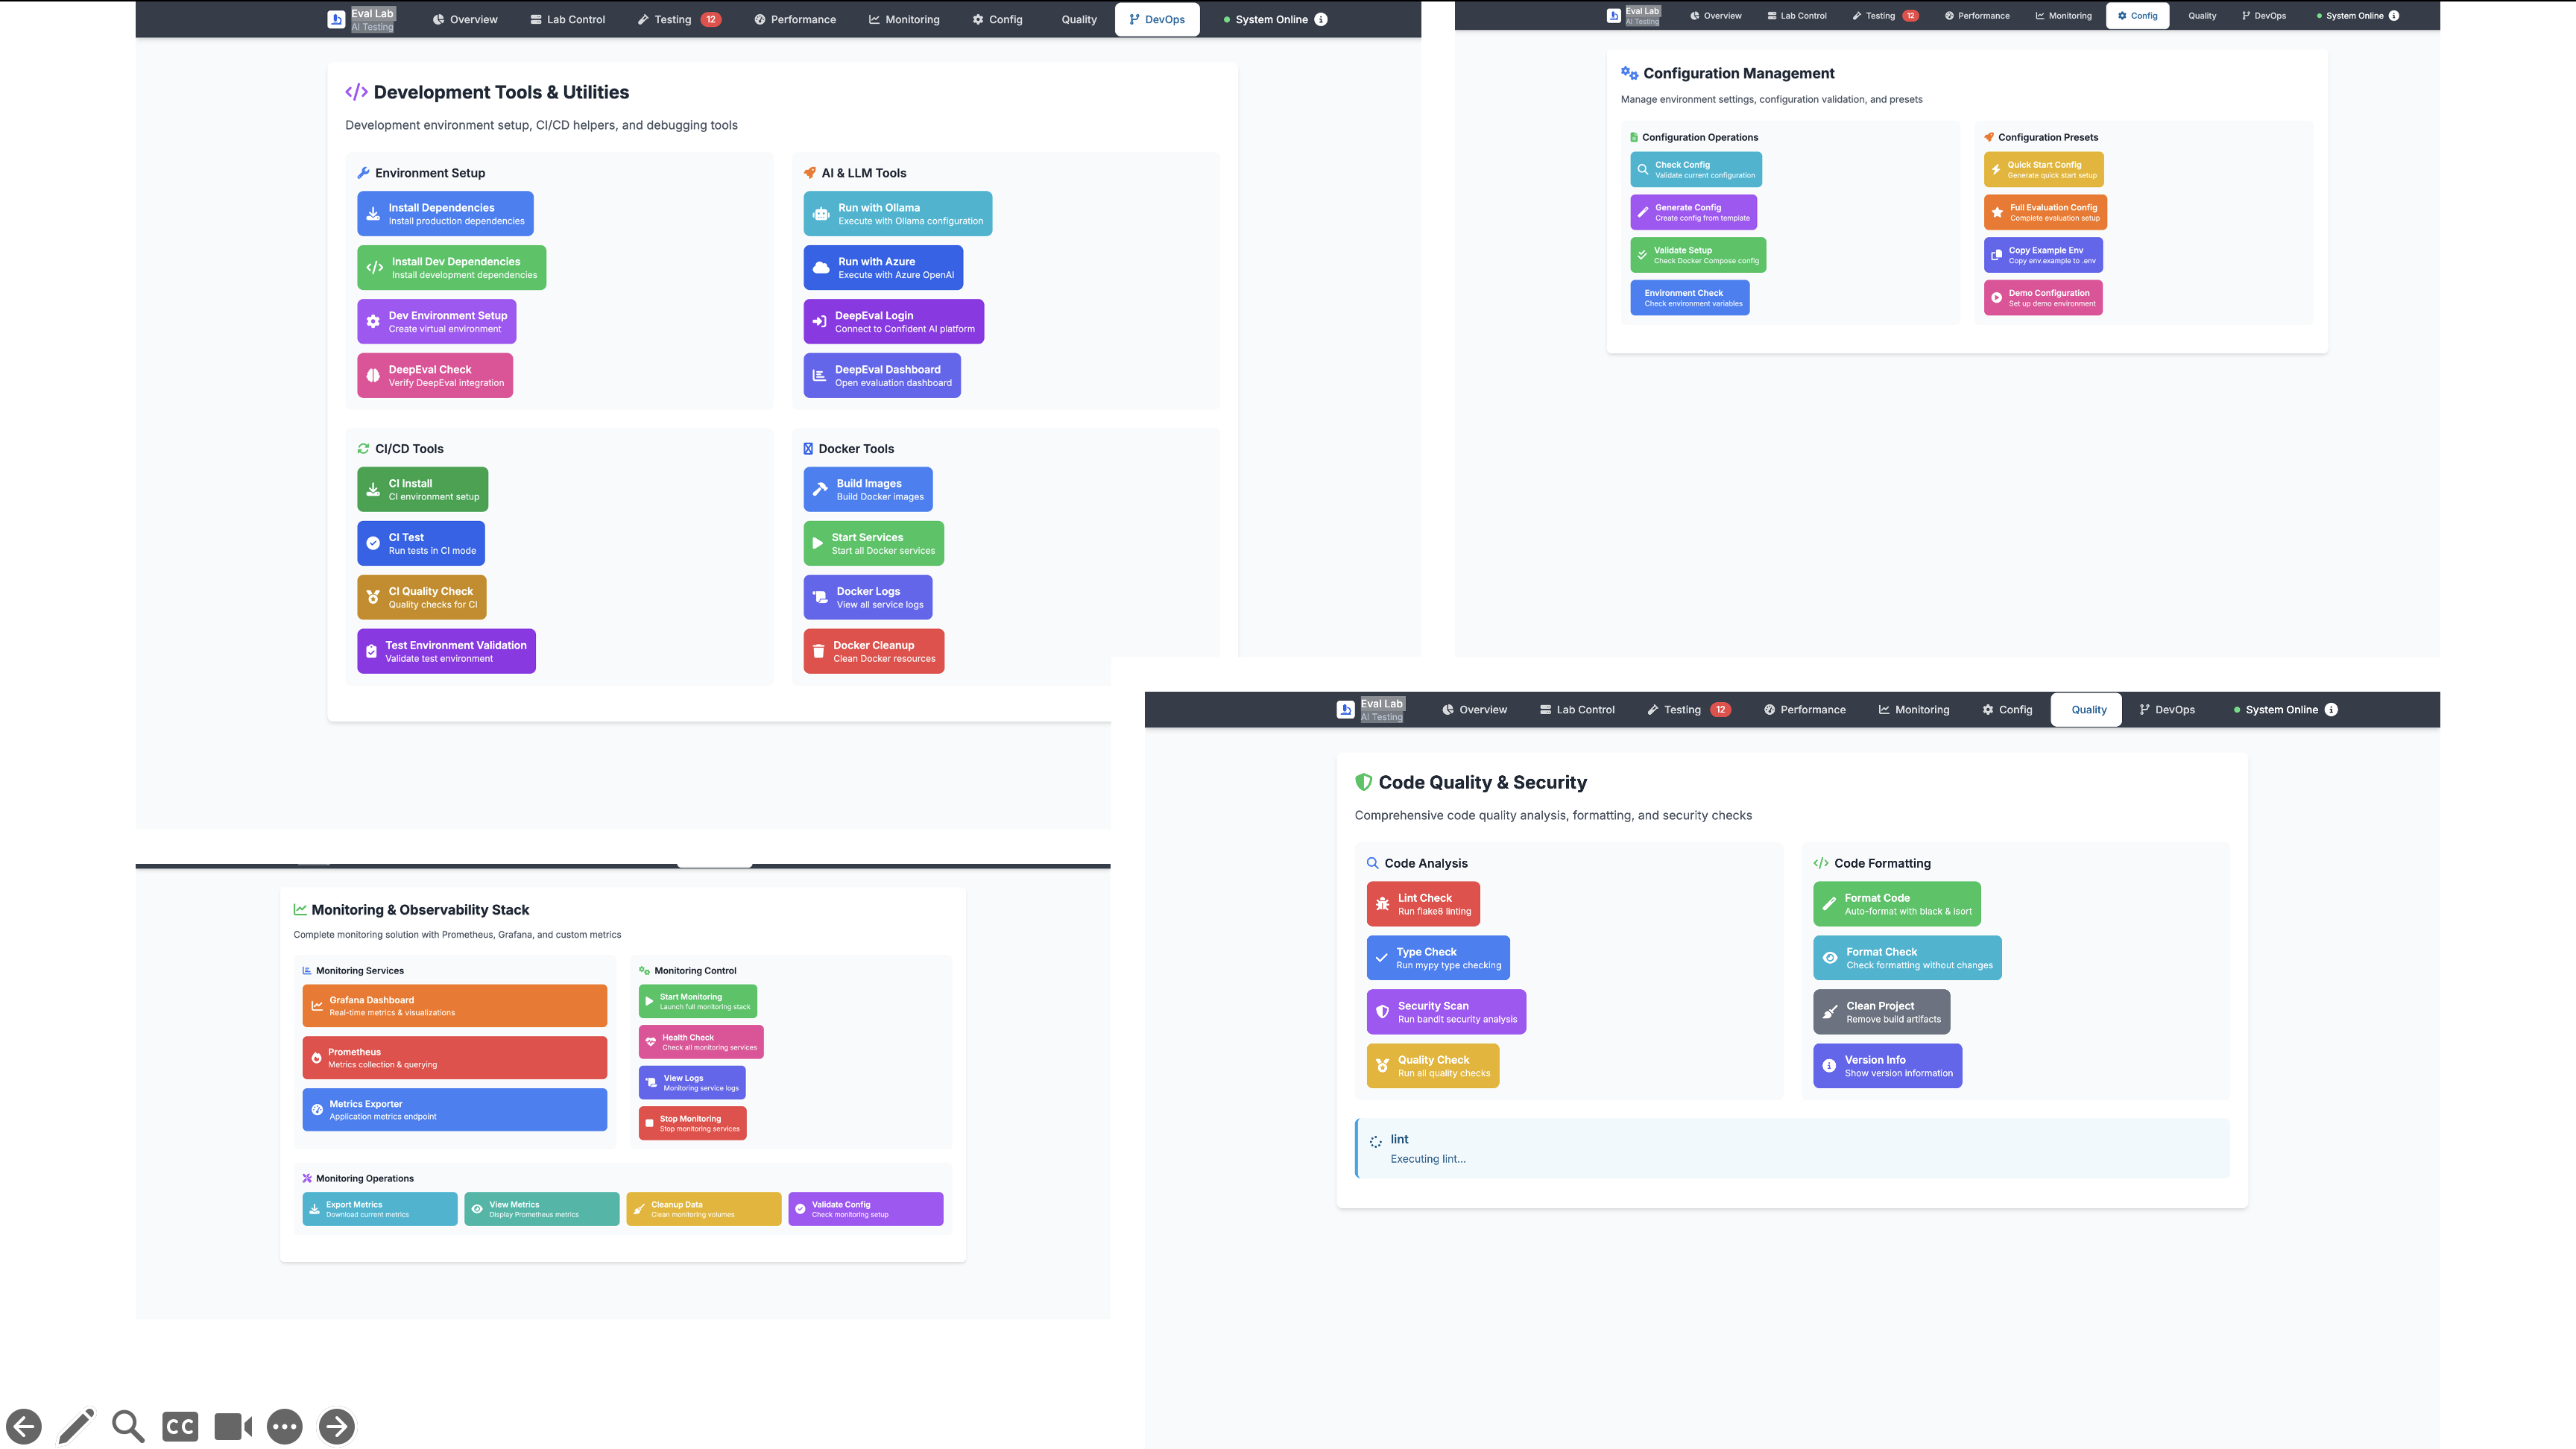 Eval Lab
AI Testing
Overview
Lab Control
Testing 12
Performance
Monitoring
Config
Quality
DevOps
System Online
Development Tools & Utilities
Development environment setup, CI/CD helpers, and debugging tools
Environment Setup
Install Dependencies
Install production dependencies
Install Dev Dependencies
Install development dependencies
Dev Environment Setup
Create virtual environment
DeepEval Check
Verify DeepEval integration
AI & LLM Tools
Run with Ollama
Execute with Ollama configuration
Run with Azure
Execute with Azure OpenAI
DeepEval Login
Connect to Confident AI platform
DeepEval Dashboard
Open evaluation dashboard
CI/CD Tools
CI Install
CI environment setup
CI Test
Run tests in CI mode
CI Quality Check
Quality checks for CI
Test Environment Validation
Validate test environment
Docker Tools
Build Images
Build Docker images
Start Services
Start all Docker services
Docker Logs
View all service logs
Docker Cleanup
Clean Docker resources
Eval Lab
AI Testing
Overview
Lab Control
Testing 12
Performance
Monitoring
Config
Quality
DevOps
System Online
Configuration Management
Manage environment settings, configuration validation, and presets
Configuration Operations
Check Config
Validate current configuration
Generate Config
Create config from template
Validate Setup
Check Docker Compose config
Environment Check
Check environment variables
Configuration Presets
Quick Start Config
Generate quick start setup
Full Evaluation Config
Complete evaluation setup
Copy Example Env
Copy env.example to .env
Demo Configuration
Set up demo environment
Monitoring & Observability Stack
Complete monitoring solution with Prometheus, Grafana, and custom metrics
Monitoring Services
Grafana Dashboard
Real-time metrics & visualizations
Prometheus
Metrics collection & querying
Metrics Exporter
Application metrics endpoint
Monitoring Control
Start Monitoring
Launch full monitoring stack
Health Check
Check all monitoring services
View Logs
Monitoring service logs
Stop Monitoring
Stop monitoring services
Monitoring Operations
Export Metrics
Download current metrics
View Metrics
Display Prometheus metrics
Cleanup Data
Clean monitoring volumes
Validate Config
Check monitoring setup
Eval Lab
AI Testing
Overview
Lab Control
Testing 12
Performance
Monitoring
Config
Quality
DevOps
System Online
Code Quality & Security
Comprehensive code quality analysis, formatting, and security checks
Code Analysis
Lint Check
Run flake8 linting
Type Check
Run mypy type checking
Security Scan
Run bandit security analysis
Quality Check
Run all quality checks
Code Formatting
Format Code
Auto-format with black & isort
Format Check
Check formatting without changes
Clean Project
Remove build artifacts
Version Info
Show version information
lint
Executing lint...
CC